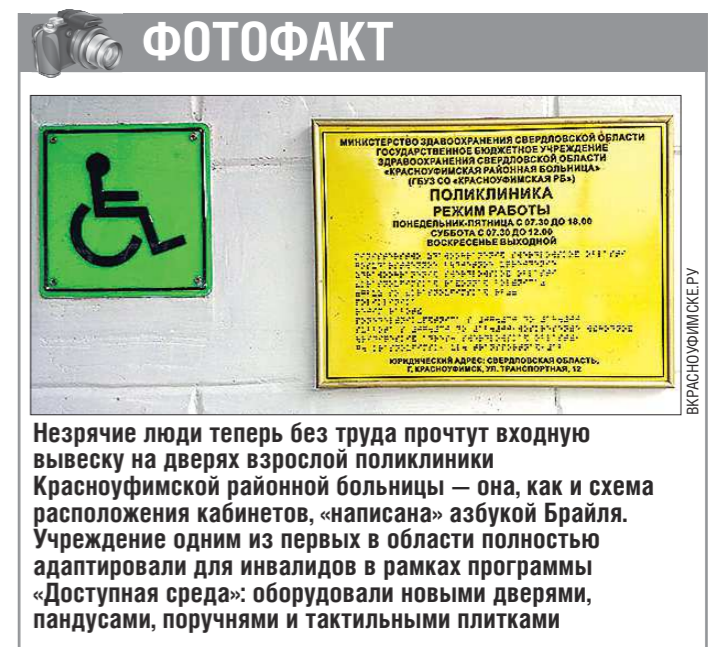 ФОТОФАКТ
МИНИСТЕРСТВО ЗДАВООХРАНЕНИЯ СВЕРДЛОВСКОЙ ОБЛАСТИ
ГОСУДАРСТВЕННОЕ БЮДЖЕТНОЕ УЧРЕЖДЕНИЕ
ЗДРАВООХРАНЕНИЯ СВЕРДЛОВСКОЙ ОБЛАСТИ
«КРАСНОУФИМСКАЯ РАЙОННАЯ БОЛЬНИЦА»
(ГБУЗ СО «КРАСНОУФИМСКАЯ РБ»)
ПОЛИКЛИНИКА
РЕЖИМ РАБОТЫ
ПОНЕДЕЛЬНИК-ПЯТНИЦА С 07.30 ДО 18.00
СУББОТА С 07.30 ДО 12.00
ВОСКРЕСЕНЬЕ ВЫХОДНОЙ
ЮРИДИЧЕСКИЙ АДРЕС: СВЕРДЛОВСКАЯ ОБЛАСТЬ,
Г. КРАСНОУФИМСК, УЛ. ТРАНСПОРТНАЯ, 12
ВКРАСНОУФИМСКЕ.РУ
Незрячие люди теперь без труда прочтут входную
вывеску на дверях взрослой поликлиники
Красноуфимской районной больницы — она, как и схема
расположения кабинетов, «написана» азбукой Брайля.
Учреждение одним из первых в области полностью
адаптировали для инвалидов в рамках программы
«Доступная среда»: оборудовали новыми дверями,
пандусами, поручнями и тактильными плитками